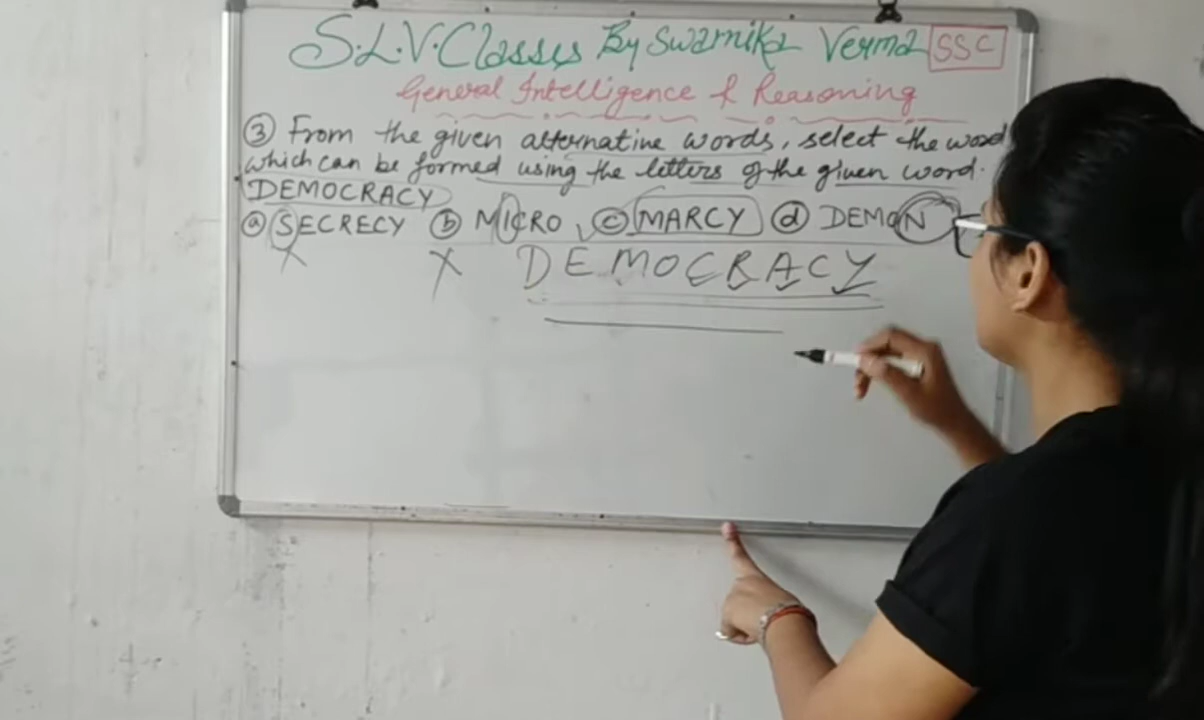 S.L.V. Classes By Swarnika Verma SSC
General Intelligence & Reasoning
③ From the given alternative words, select the word
which can be formed using the letters of the given word.
DEMOCRACY
ⓐ SECRECY ⓑ MICRO ⓒ MARCY ⓓ DEMON
X X DEMOCRACY